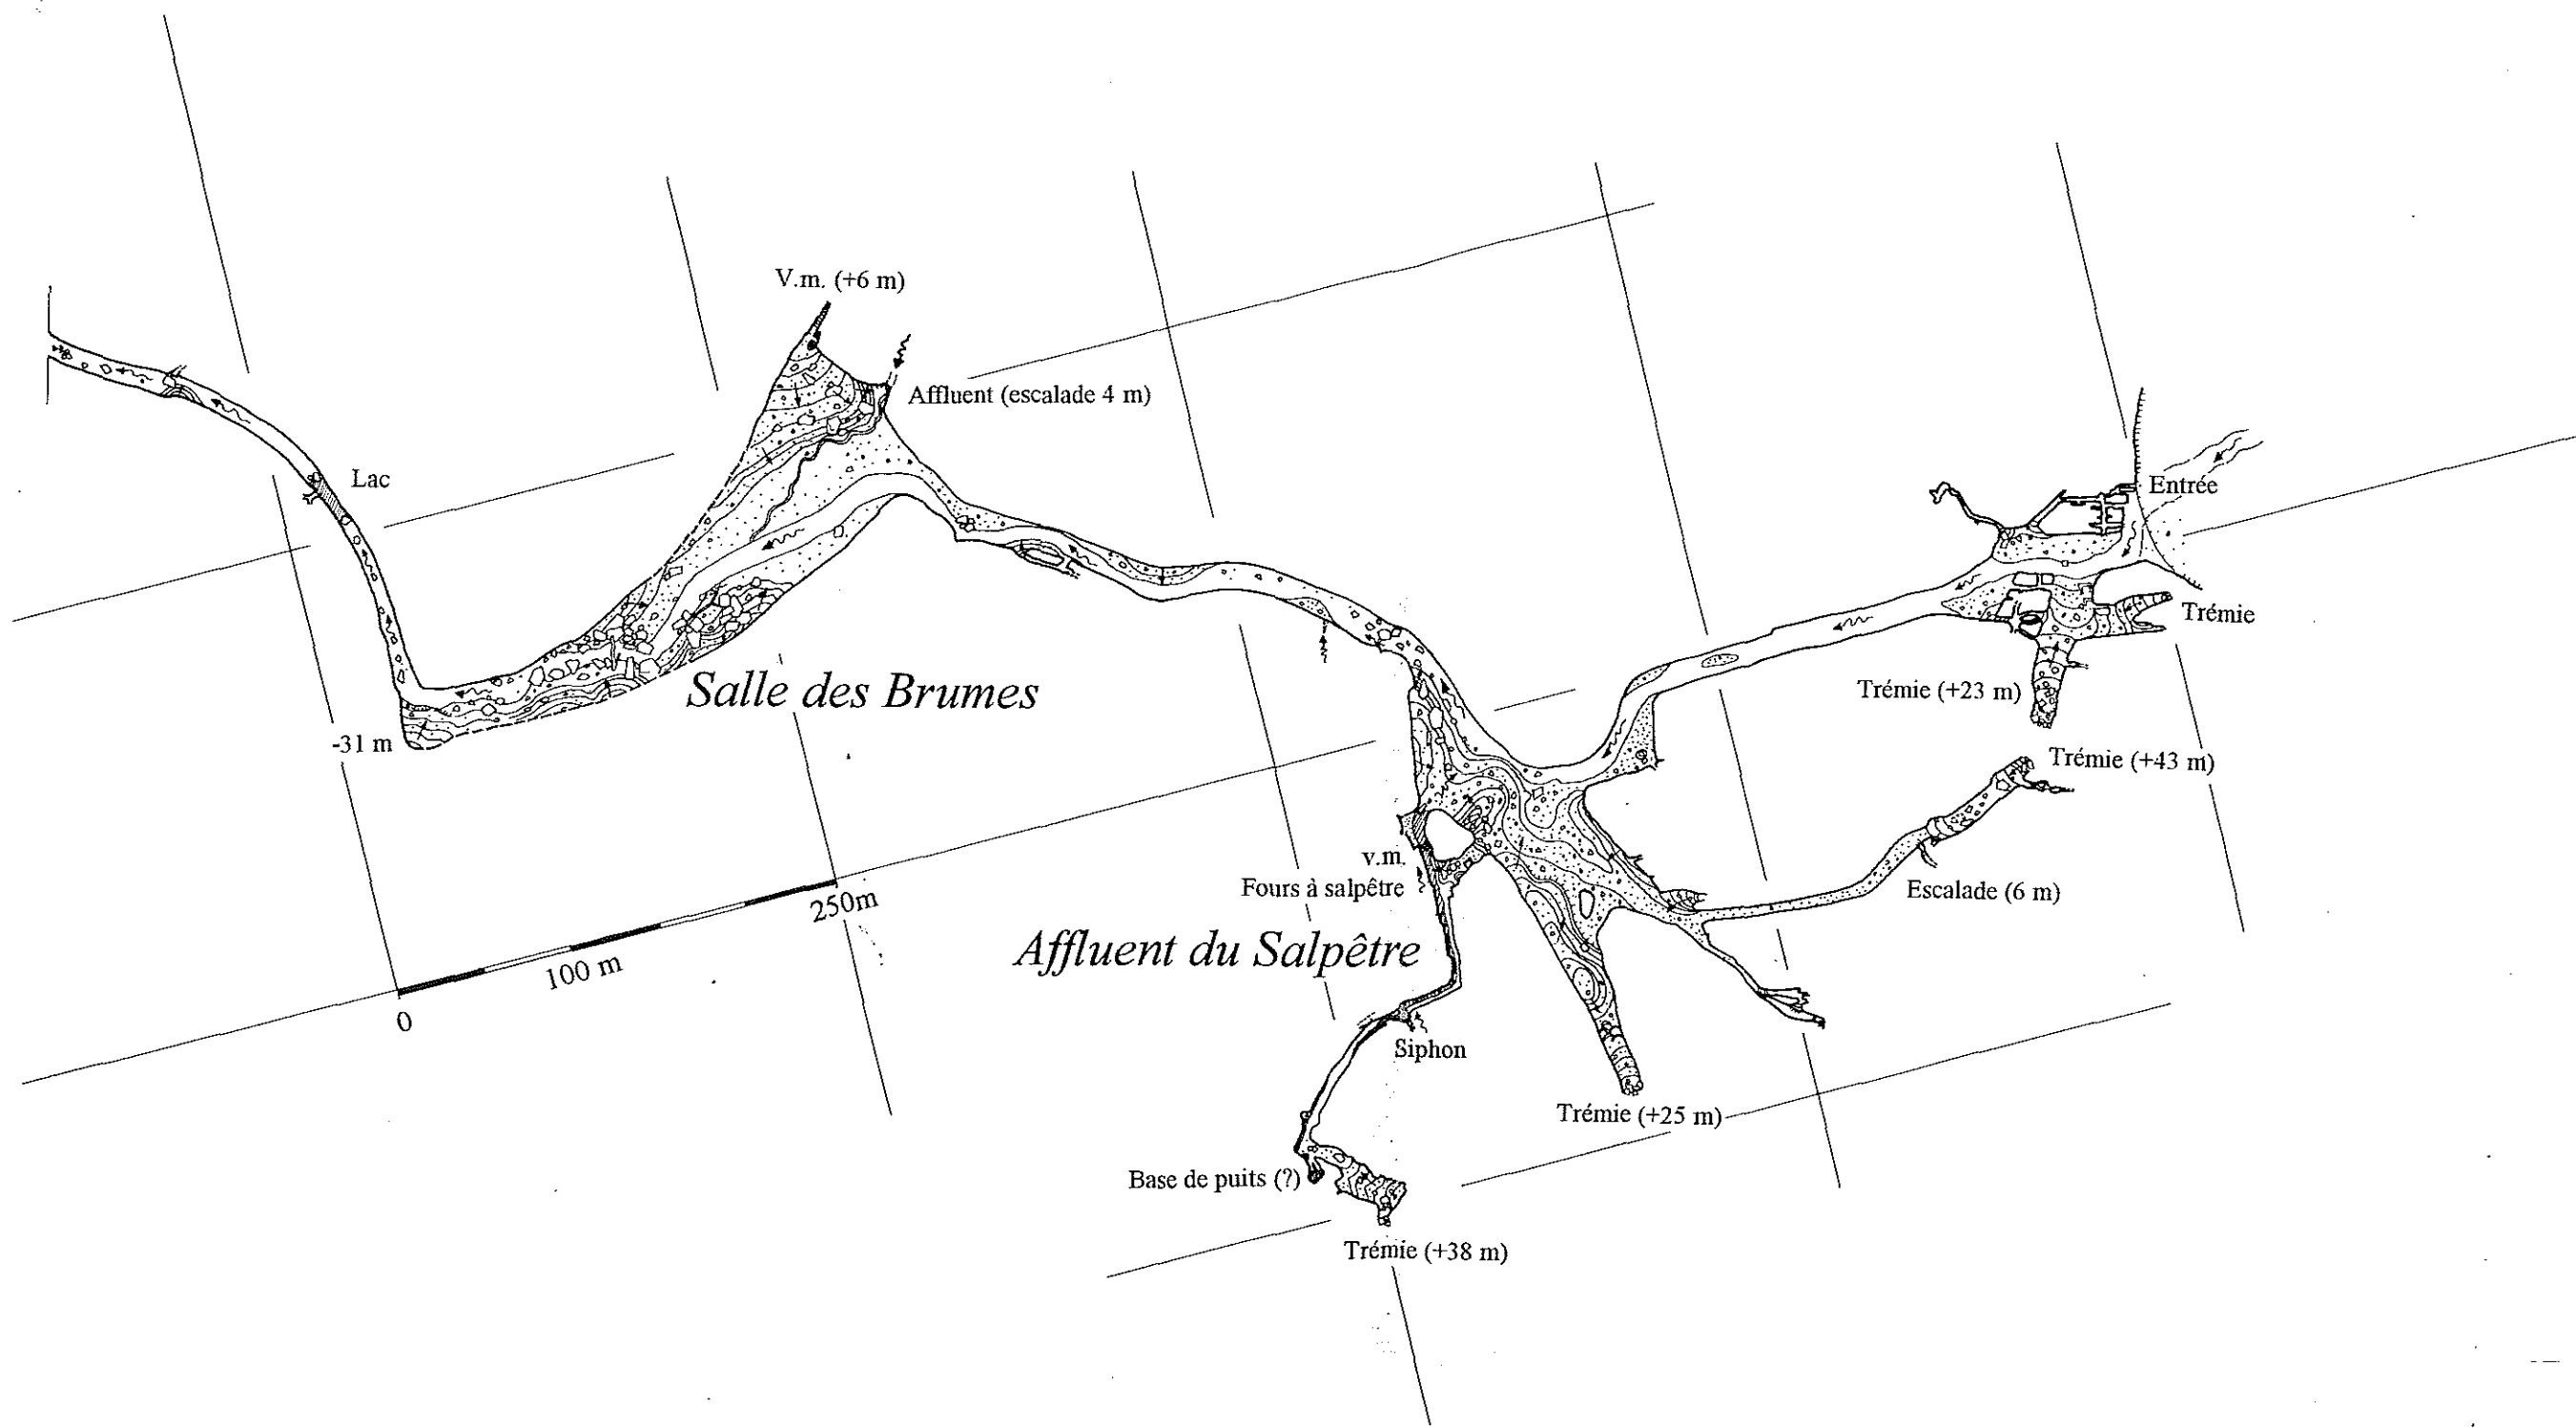 V.m. (+6 m)
Affluent (escalade 4 m)
Lac
Entrée
Trémie
Salle des Brumes
Trémie (+23 m)
-31 m
Trémie (+43 m)
v.m.
Fours à salpêtre
Escalade (6 m)
250m
Affluent du Salpêtre
100 m
0
Siphon
Trémie (+25 m)
Base de puits (?)
Trémie (+38 m)